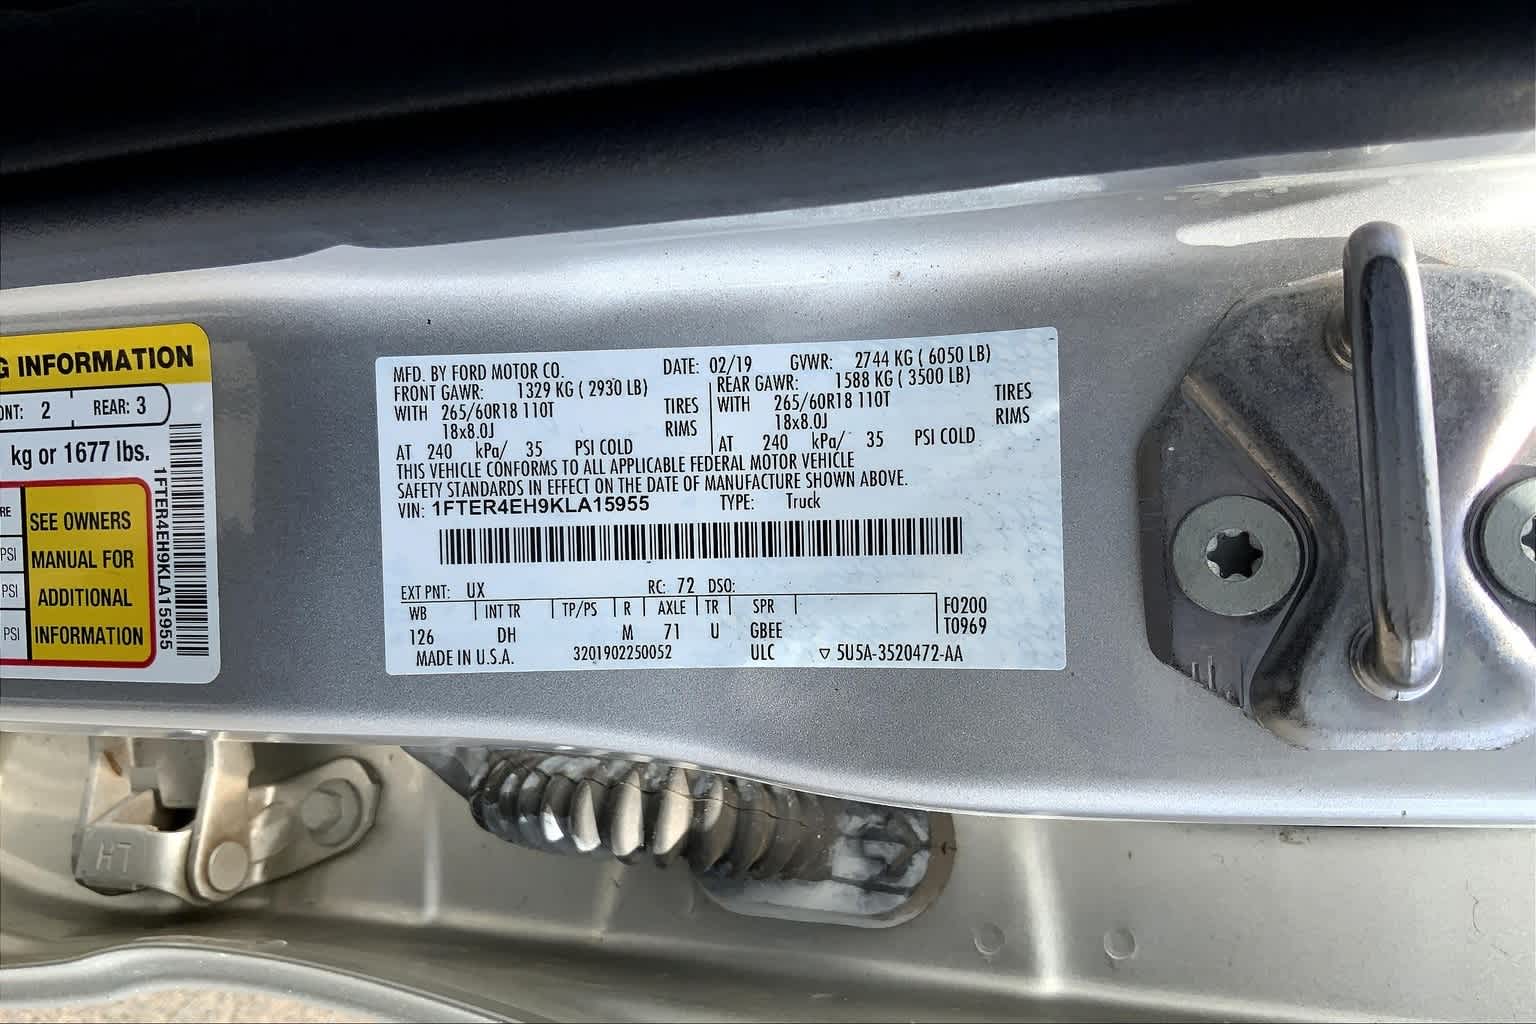 G INFORMATION
ONT: 2 REAR: 3
kg or 1677 lbs.
SEE OWNERS
PSI MANUAL FOR
PSI ADDITIONAL
PSI INFORMATION
1FTER4EH9KLA15955
MFD. BY FORD MOTOR CO. DATE: 02/19 GVWR: 2744 KG ( 6050 LB)
FRONT GAWR: 1329 KG ( 2930 LB) REAR GAWR: 1588 KG ( 3500 LB)
WITH 265/60R18 110T TIRES WITH 265/60R18 110T TIRES
18x8.0J RIMS 18x8.0J RIMS
AT 240 kPa/ 35 PSI COLD AT 240 kPa/ 35 PSI COLD
THIS VEHICLE CONFORMS TO ALL APPLICABLE FEDERAL MOTOR VEHICLE
SAFETY STANDARDS IN EFFECT ON THE DATE OF MANUFACTURE SHOWN ABOVE.
VIN: 1FTER4EH9KLA15955 TYPE: Truck
EXT PNT: UX RC: 72 DSO:
WB INT TR TP/PS R AXLE TR SPR F0200
126 DH M 71 U GBEE T0969
MADE IN U.S.A. 3201902250052 ULC ▽ 5U5A-3520472-AA
HT